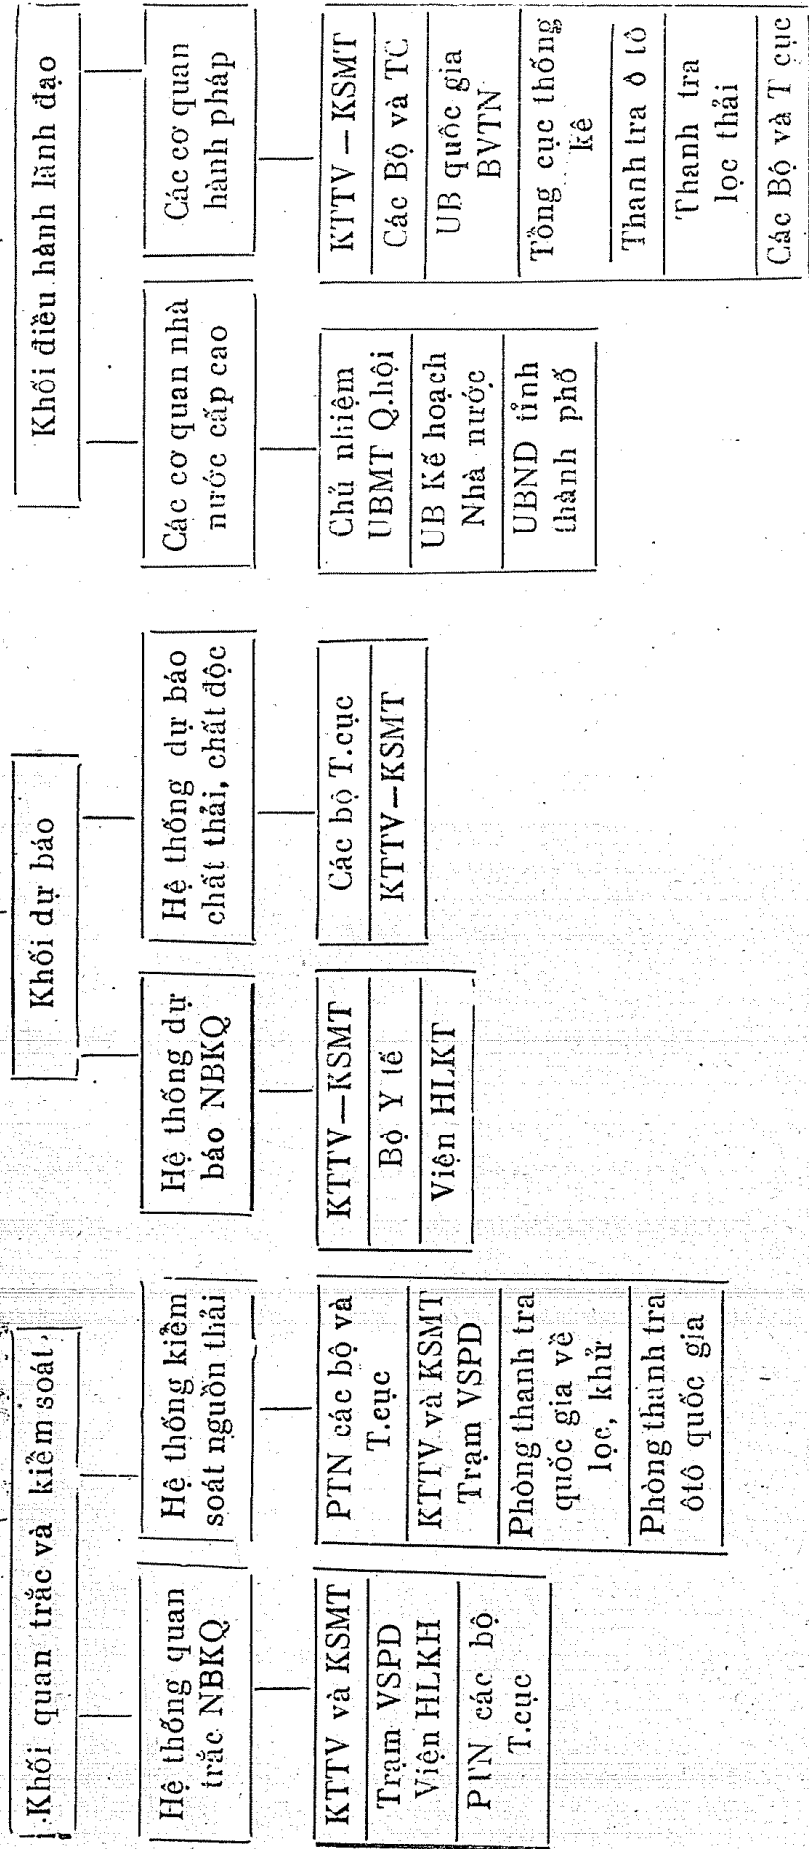 Khối quan trắc và kiểm soát
Hệ thống quan
trắc NBKQ
KTTV và KSMT
Trạm VSPD
Viện HLKH
PTN các bộ
T.cục
Hệ thống kiểm
soát nguồn thải
PTN các bộ và
T.cục
KTTV và KSMT
Trạm VSPD
Phòng thanh tra
quốc gia về
lọc, khử
Phòng thanh tra
ôtô quốc gia
Khối dự báo
Hệ thống dự
báo NBKQ
KTTV—KSMT
Bộ Y tế
Viện HLKT
Hệ thống dự báo
chất thải, chất độc
Các bộ T.cục
KTTV—KSMT
Khối điều hành lãnh đạo
Các cơ quan nhà
nước cấp cao
Chủ nhiệm
UBMT Q.hội
UB Kế hoạch
Nhà nước
UBND tỉnh
thành phố
Các cơ quan
hành pháp
KTTV – KSMT
Các Bộ và TC
UB quốc gia
BVTN
Tổng cục thống
kê
Thanh tra ô tô
Thanh tra
lọc thải
Các Bộ và T cục